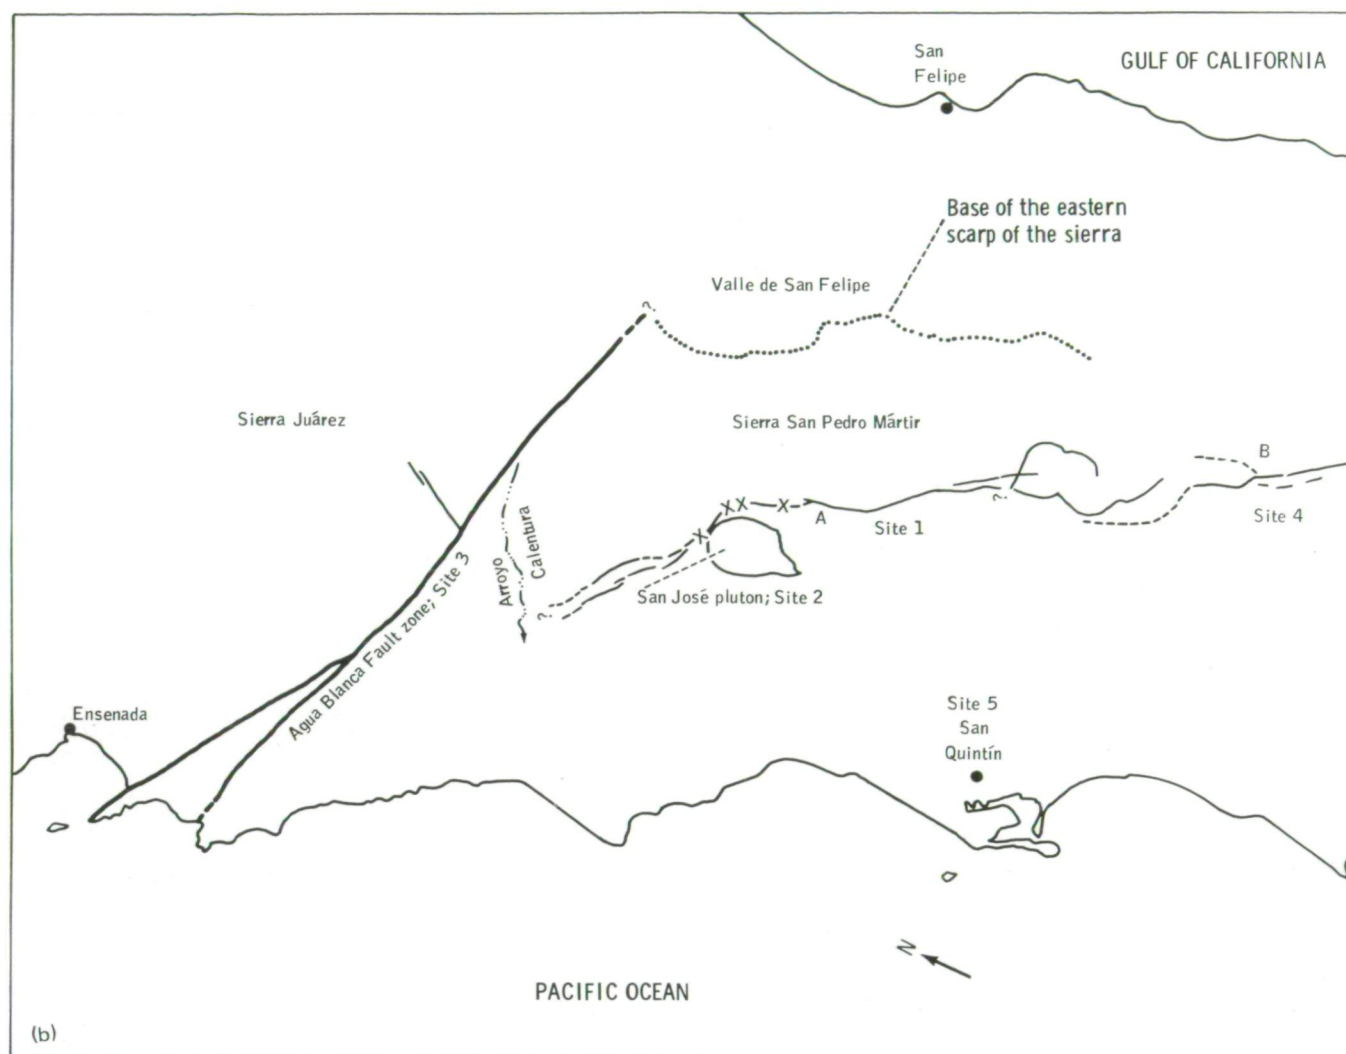 San
Felipe
GULF OF CALIFORNIA
Base of the eastern
scarp of the sierra
Valle de San Felipe
?
Sierra Juárez
Sierra San Pedro Mártir
B
XX
X
A
?
Site 1
Site 4
X
Arroyo
Calentura
Agua Blanca Fault zone; Site 3
?
San José pluton; Site 2
Ensenada
Site 5
San
Quintín
N
PACIFIC OCEAN
(b)